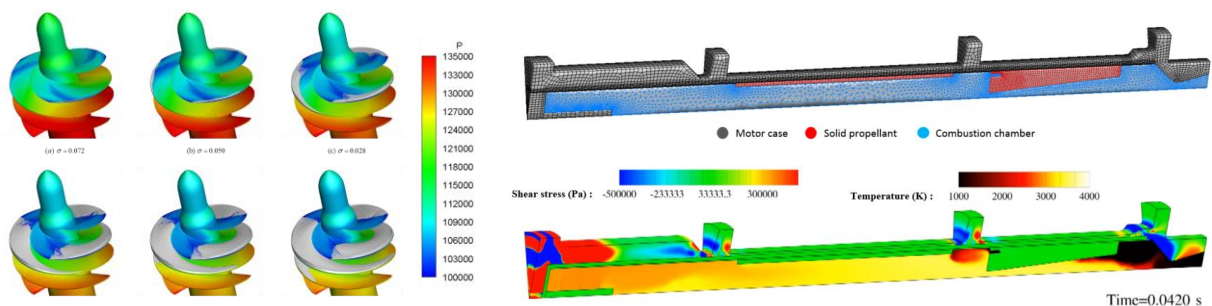 P
135000
133000
130000
127000
124000
121000
118000
115000
112000
109000
106000
103000
100000
(a) σ=0.072
(b) σ=0.050
(c) σ=0.028
Motor case
Solid propellant
Combustion chamber
Shear stress (Pa) : -500000 -233333 33333.3 300000
Temperature (K) : 1000 2000 3000 4000
Time=0.0420 s